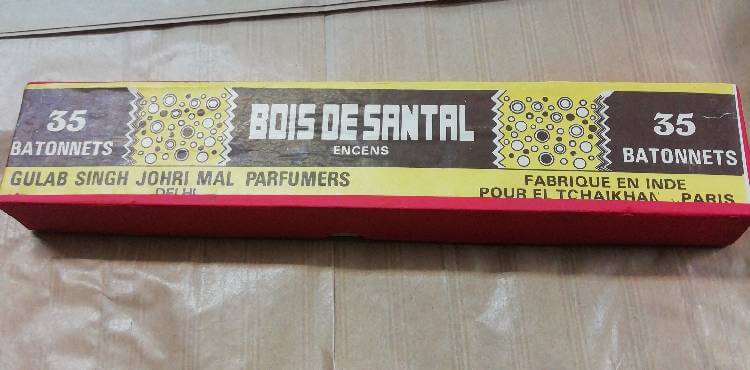 35
BATONNETS
BOIS DE SANTAL
ENCENS
35
BATONNETS
GULAB SINGH JOHRI MAL PARFUMERS
DELHI
FABRIQUE EN INDE
POUR EL TCHAIKHAN PARIS